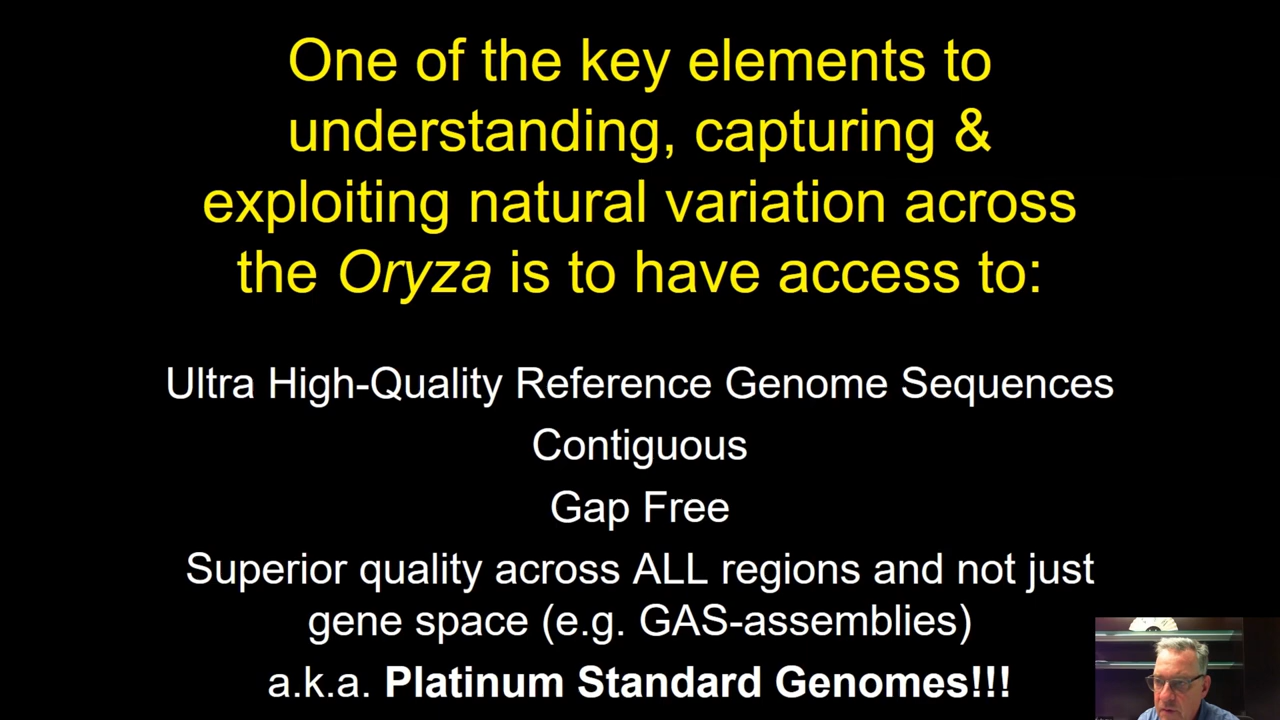 One of the key elements to
understanding, capturing &
exploiting natural variation across
the Oryza is to have access to:
Ultra High-Quality Reference Genome Sequences
Contiguous
Gap Free
Superior quality across ALL regions and not just
gene space (e.g. GAS-assemblies)
a.k.a. Platinum Standard Genomes!!!